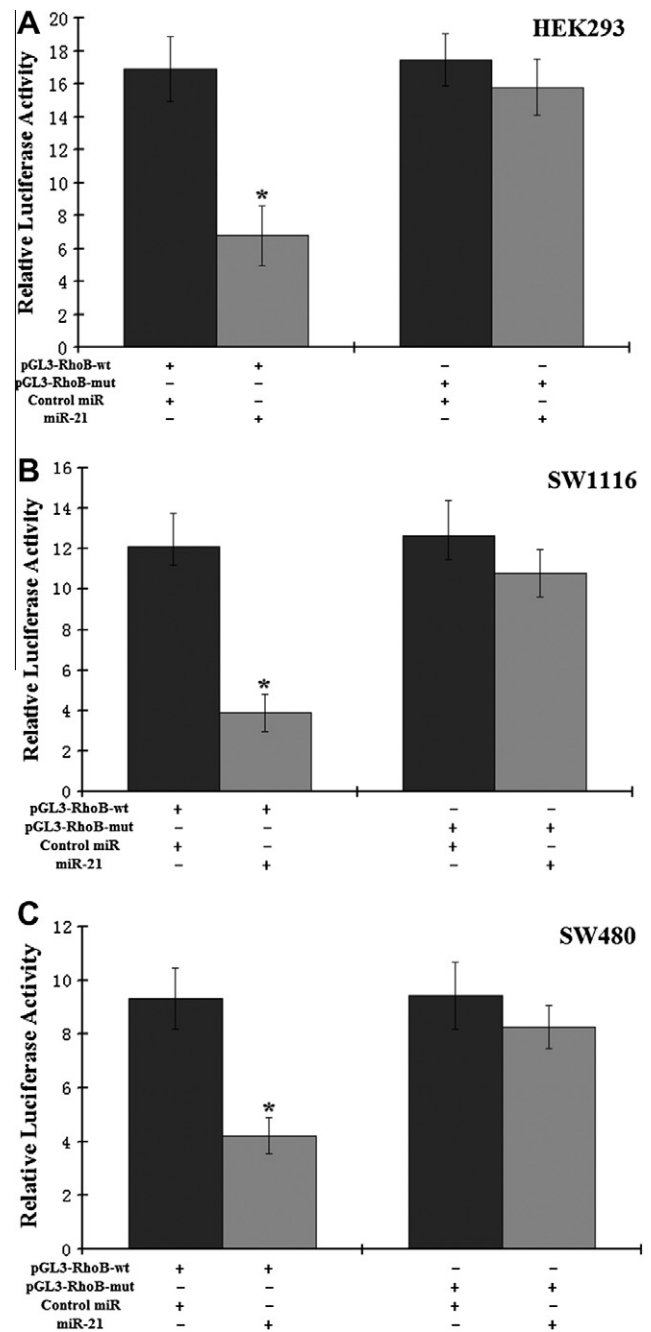 A
HEK293
Relative Luciferase Activity
20
18
16
14
12
10
8
6
4
2
0
*
pGL3-RhoB-wt + + – –
pGL3-RhoB-mut – – + +
Control miR + – + –
miR-21 – + – +
B
SW1116
Relative Luciferase Activity
16
14
12
10
8
6
4
2
0
*
pGL3-RhoB-wt + + – –
pGL3-RhoB-mut – – + +
Control miR + – + –
miR-21 – + – +
C
SW480
Relative Luciferase Activity
12
10
8
6
4
2
0
*
pGL3-RhoB-wt + + – –
pGL3-RhoB-mut – – + +
Control miR + – + –
miR-21 – + – +